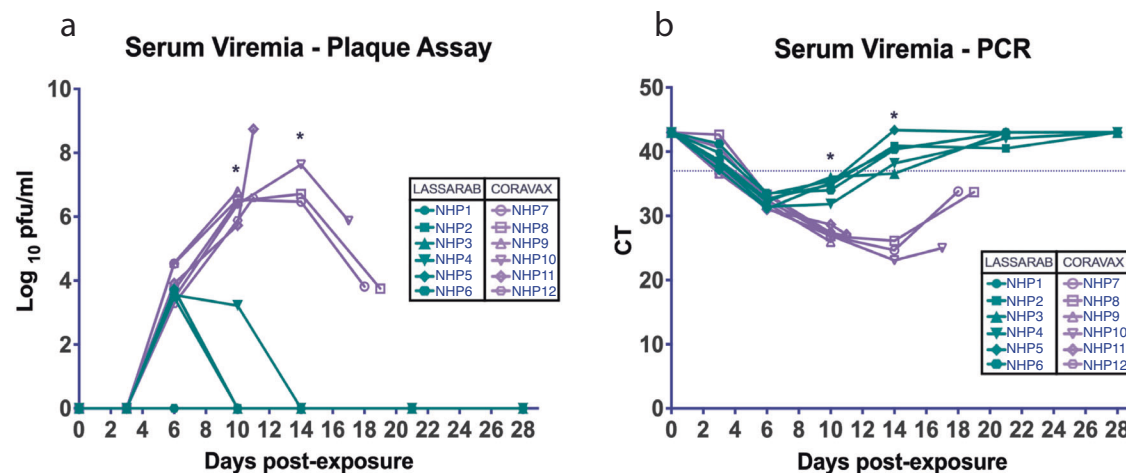 a
Serum Viremia - Plaque Assay
10
8
6
4
2
0
Log 10 pfu/ml
0 2 4 6 8 10 12 14 16 18 20 22 24 26 28
Days post-exposure
* *
LASSARAB CORAVAX
NHP1 NHP7
NHP2 NHP8
NHP3 NHP9
NHP4 NHP10
NHP5 NHP11
NHP6 NHP12
b
Serum Viremia - PCR
50
40
30
20
10
0
CT
0 2 4 6 8 10 12 14 16 18 20 22 24 26 28
Days post-exposure
* *
LASSARAB CORAVAX
NHP1 NHP7
NHP2 NHP8
NHP3 NHP9
NHP4 NHP10
NHP5 NHP11
NHP6 NHP12